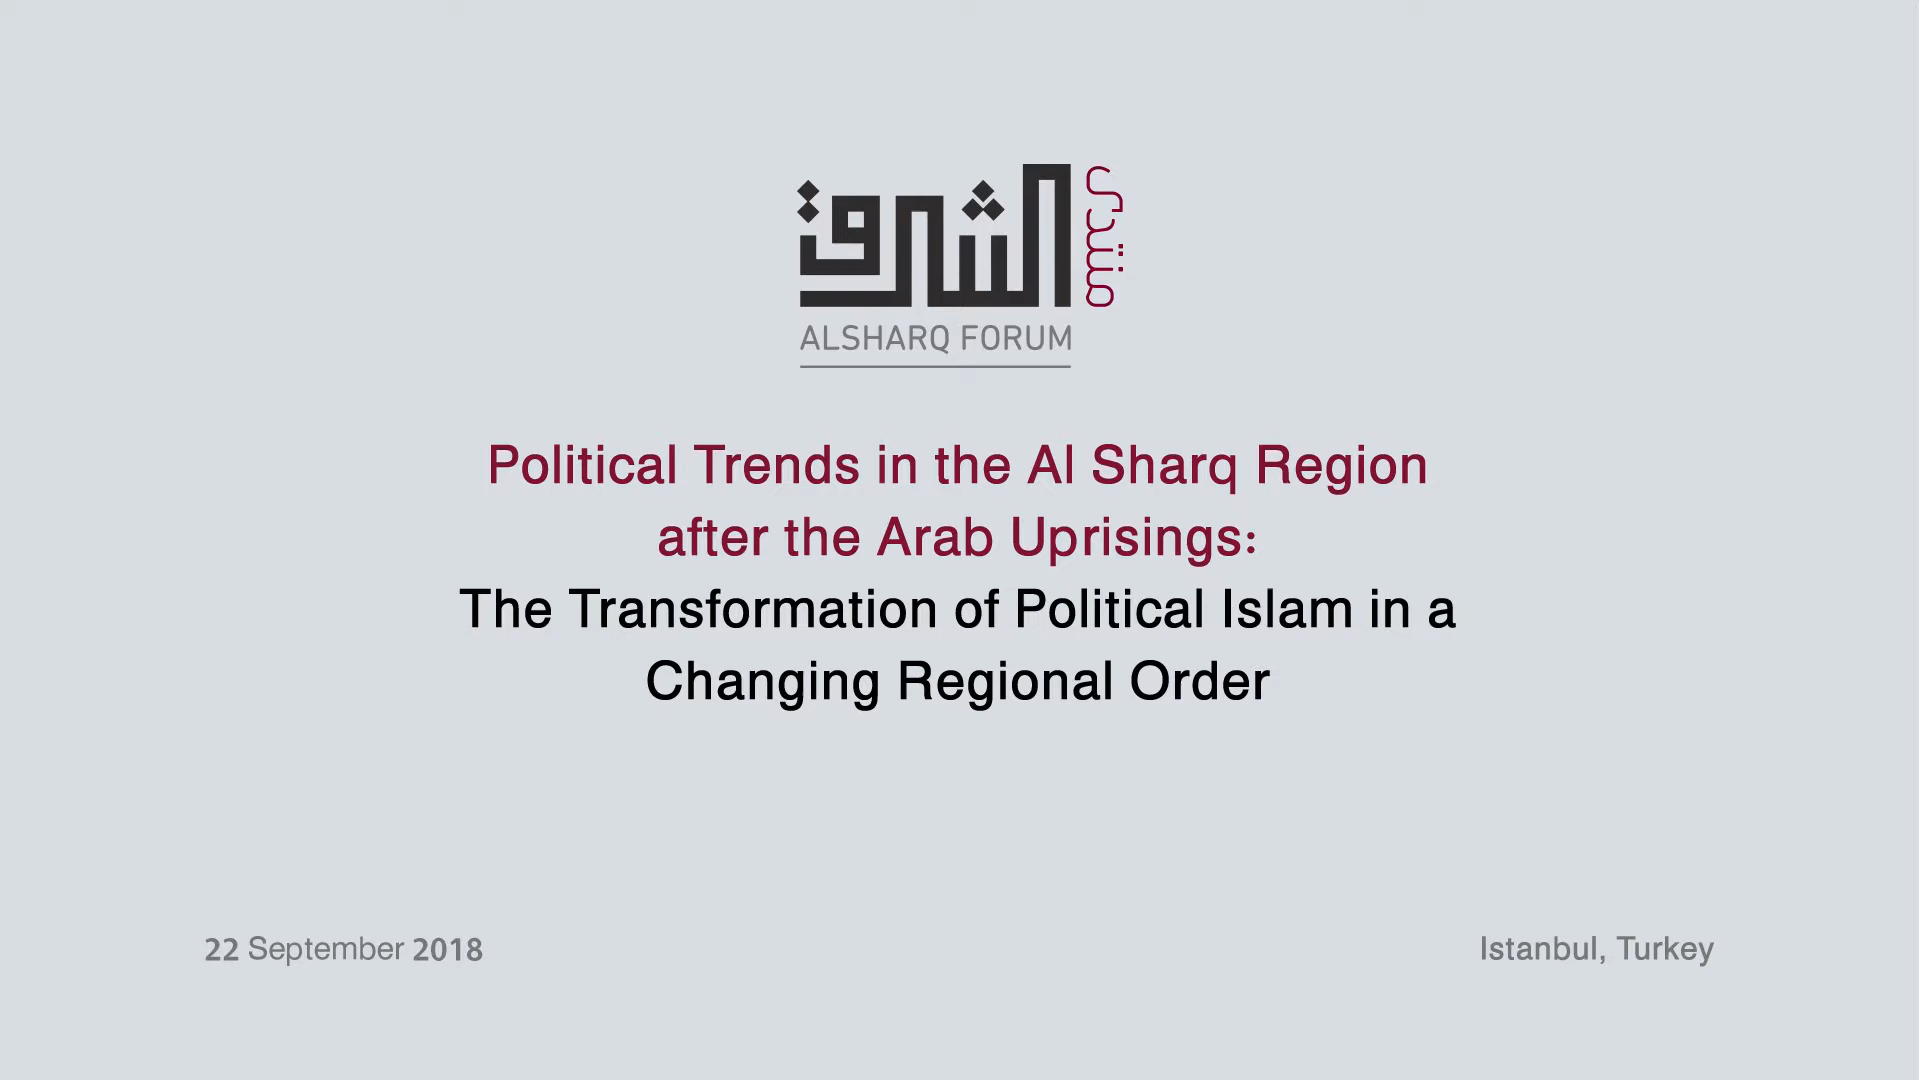 الشرق
منتدى
ALSHARQ FORUM
Political Trends in the Al Sharq Region
after the Arab Uprisings:
The Transformation of Political Islam in a
Changing Regional Order
22 September 2018
Istanbul, Turkey